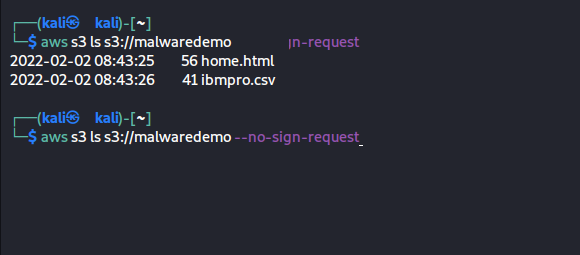 ┌──(kali㉿ kali)-[~]
└─$ aws s3 ls s3://malwaredemo n-request
2022-02-02 08:43:25 56 home.html
2022-02-02 08:43:26 41 ibmpro.csv
┌──(kali㉿ kali)-[~]
└─$ aws s3 ls s3://malwaredemo --no-sign-request